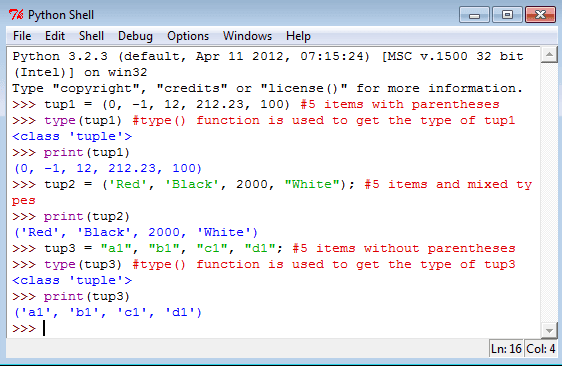 Python Shell
File Edit Shell Debug Options Windows Help
Python 3.2.3 (default, Apr 11 2012, 07:15:24) [MSC v.1500 32 bit
(Intel)] on win32
Type "copyright", "credits" or "license()" for more information.
>>> tup1 = (0, -1, 12, 212.23, 100) #5 items with parentheses
>>> type(tup1) #type() function is used to get the type of tup1
<class 'tuple'>
>>> print(tup1)
(0, -1, 12, 212.23, 100)
>>> tup2 = ('Red', 'Black', 2000, "White"); #5 items and mixed ty
pes
>>> print(tup2)
('Red', 'Black', 2000, 'White')
>>> tup3 = "a1", "b1", "c1", "d1"; #5 items without parentheses
>>> type(tup3) #type() function is used to get the type of tup3
<class 'tuple'>
>>> print(tup3)
('a1', 'b1', 'c1', 'd1')
>>>
Ln: 16 Col: 4